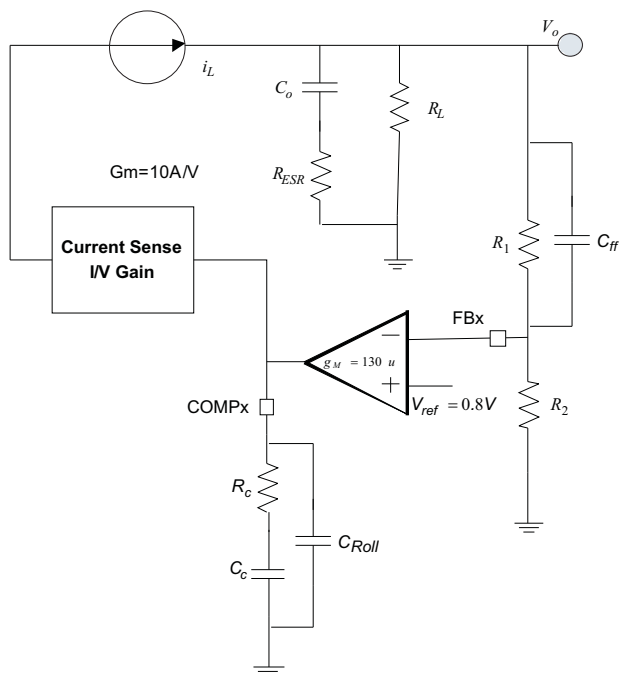 V_o
i_L
C_o
R_L
Gm=10A/V
R_ESR
Current Sense
I/V Gain
R_1
C_ff
FBx
g_M = 130 u
COMPx
V_ref = 0.8V
R_2
R_c
C_Roll
C_c